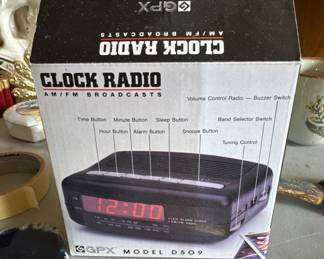 GPX
CLOCK RADIO
AM/FM BROADCASTS
CLOCK RADIO
AM/FM BROADCASTS
Volume Control Radio — Buzzer Switch
Time Button Minute Button Sleep Button Band Selector Switch
Hour Button Alarm Button Snooze Button
Tuning Control
12:00
GPX MODEL D509